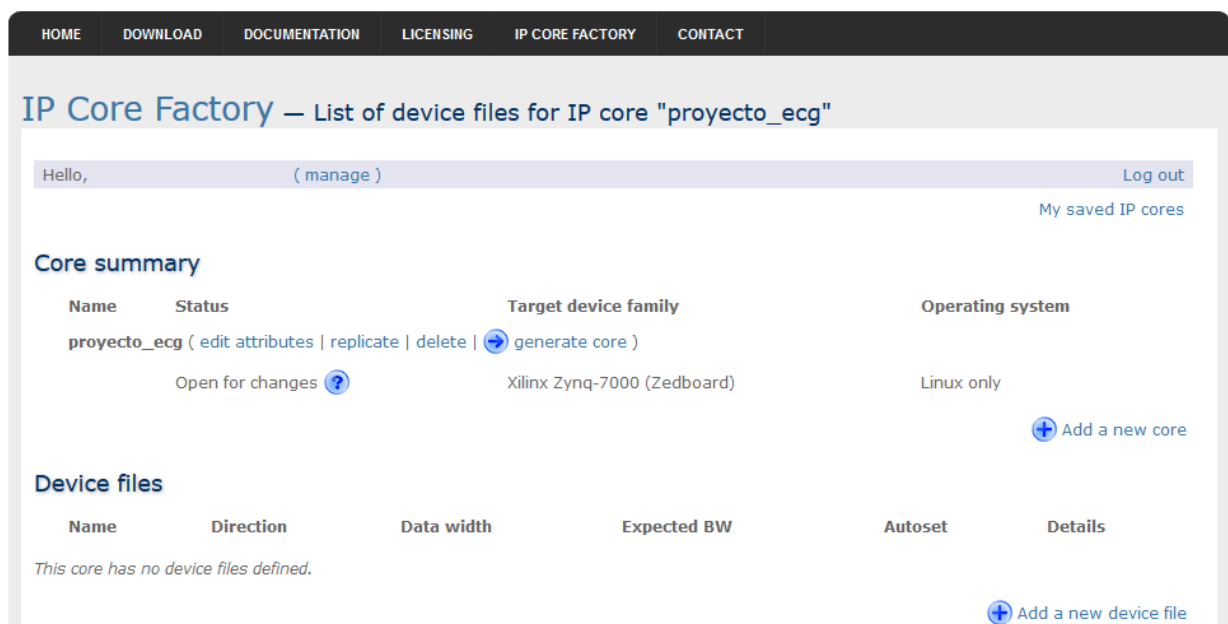 HOME DOWNLOAD DOCUMENTATION LICENSING IP CORE FACTORY CONTACT
IP Core Factory — List of device files for IP core "proyecto_ecg"
Hello, ( manage ) Log out
My saved IP cores
Core summary
Name Status Target device family Operating system
proyecto_ecg ( edit attributes | replicate | delete | generate core )
Open for changes ? Xilinx Zynq-7000 (Zedboard) Linux only
Add a new core
Device files
Name Direction Data width Expected BW Autoset Details
This core has no device files defined.
Add a new device file